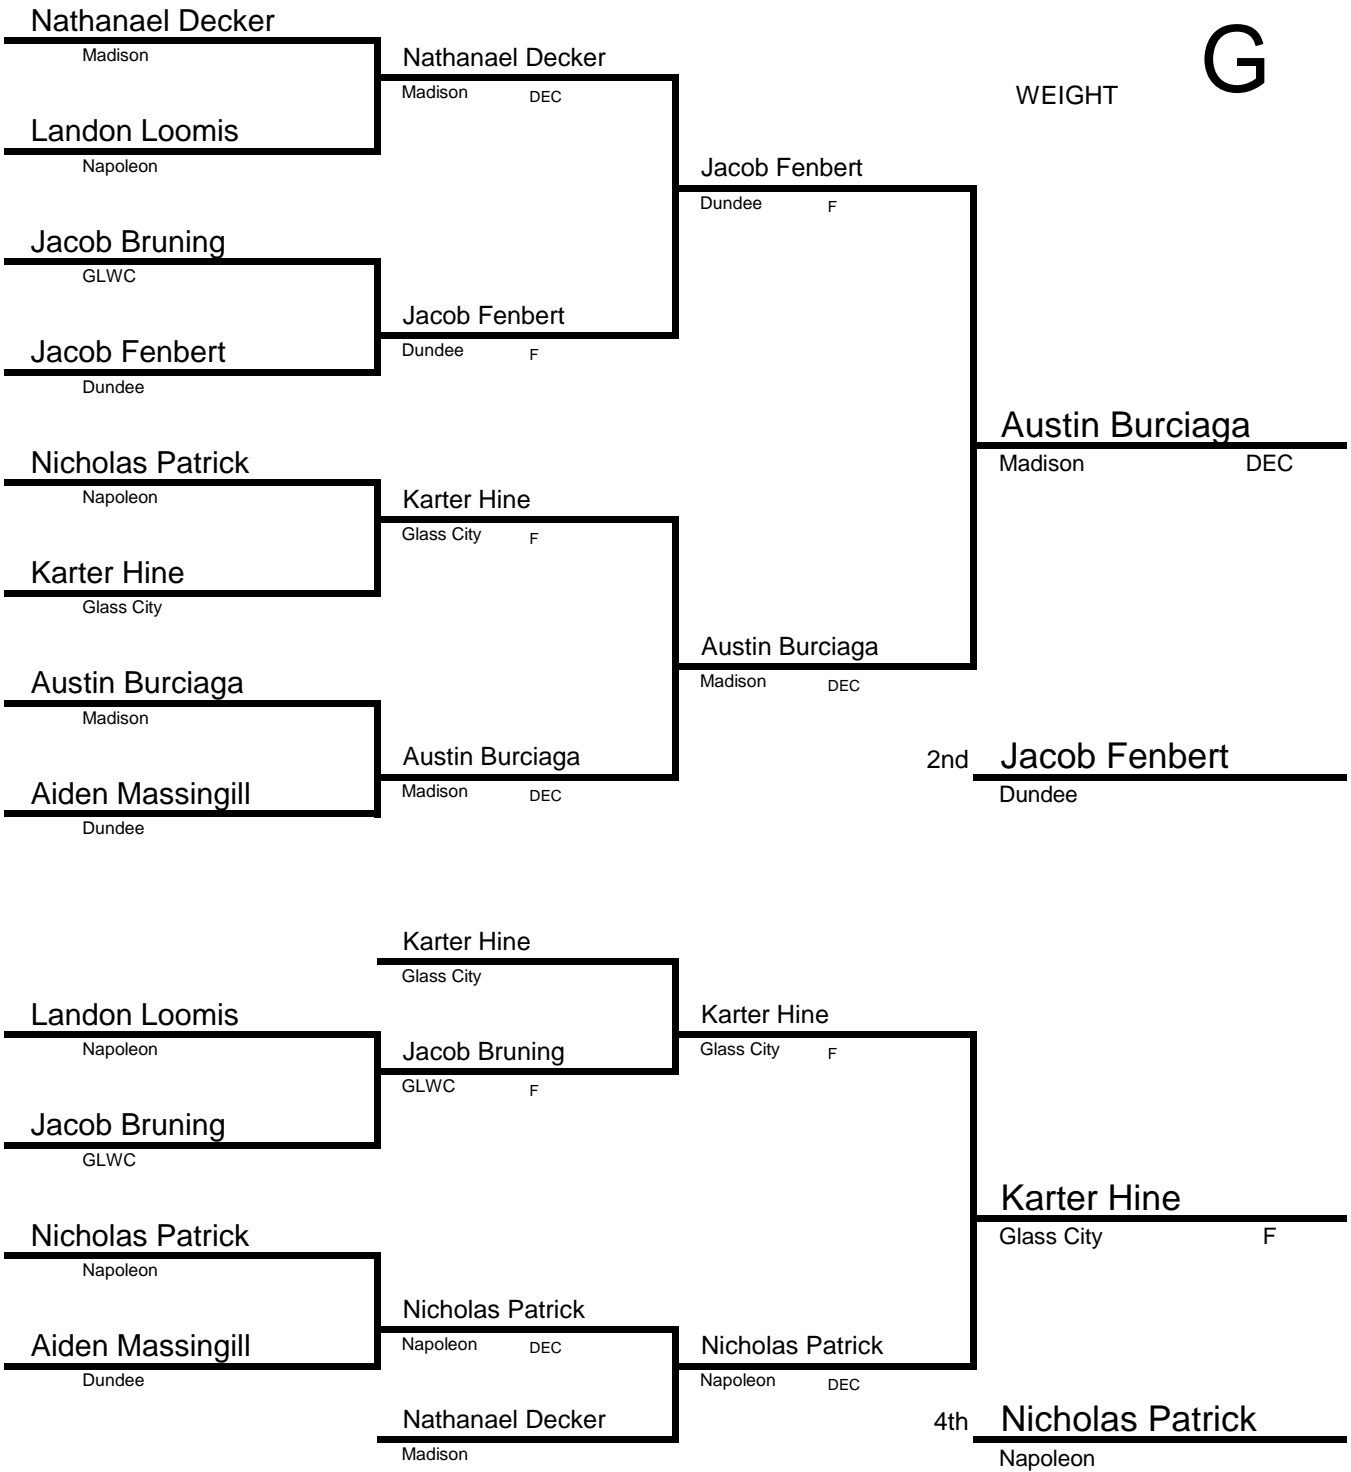 Nathanael Decker
Madison
Nathanael Decker
Madison DEC
G
WEIGHT
Landon Loomis
Napoleon
Jacob Fenbert
Dundee F
Jacob Bruning
GLWC
Jacob Fenbert
Dundee F
Jacob Fenbert
Dundee
Austin Burciaga
Madison DEC
Nicholas Patrick
Napoleon
Karter Hine
Glass City F
Karter Hine
Glass City
Austin Burciaga
Madison DEC
Austin Burciaga
Madison
Austin Burciaga
Madison DEC
2nd Jacob Fenbert
Dundee
Aiden Massingill
Dundee
Karter Hine
Glass City
Landon Loomis
Napoleon
Karter Hine
Glass City F
Jacob Bruning
GLWC F
Jacob Bruning
GLWC
Karter Hine
Glass City F
Nicholas Patrick
Napoleon
Nicholas Patrick
Napoleon DEC
Aiden Massingill
Dundee
Nicholas Patrick
Napoleon DEC
Nathanael Decker
Madison
4th Nicholas Patrick
Napoleon